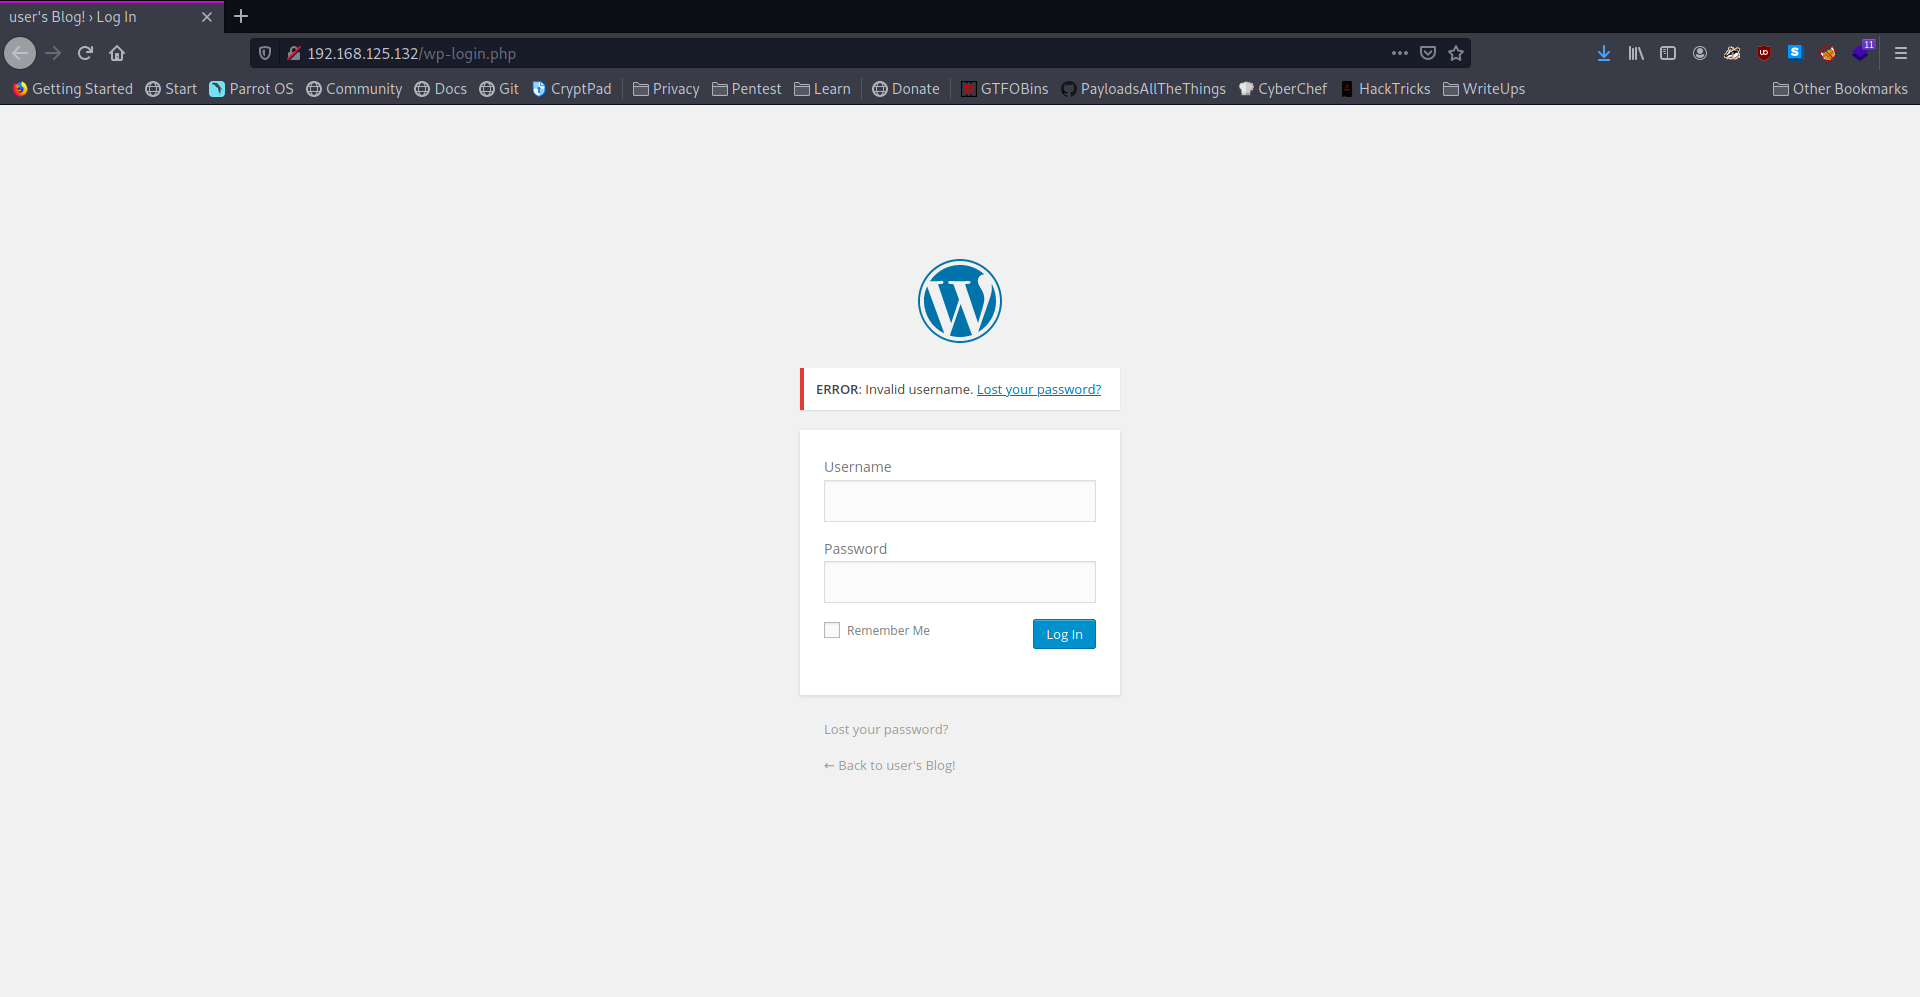 user's Blog! › Log In
192.168.125.132/wp-login.php
11
Getting Started Start Parrot OS Community Docs Git CryptPad Privacy Pentest Learn Donate GTFOBins PayloadsAllTheThings CyberChef HackTricks WriteUps Other Bookmarks
ERROR: Invalid username. Lost your password?
Username
Password
Remember Me Log In
Lost your password?
← Back to user's Blog!